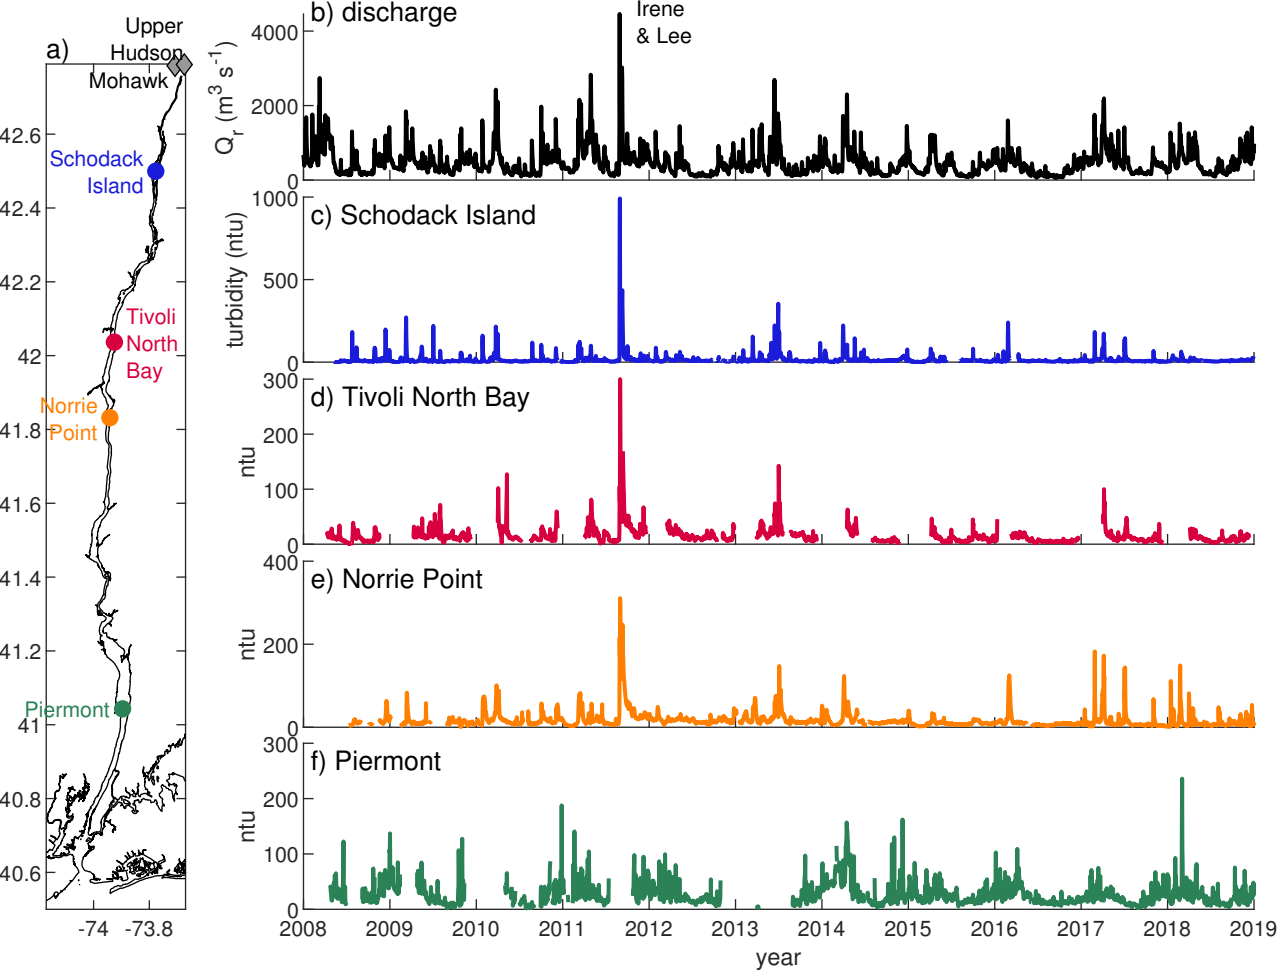 a)
Upper
Hudson
Mohawk
42.6
42.4
42.2
42
41.8
41.6
41.4
41.2
41
40.8
40.6
-74
-73.8
Schodack
Island
Tivoli
North
Bay
Norrie
Point
Piermont
b) discharge
Irene
& Lee
Qr (m3 s-1)
4000
2000
0
c) Schodack Island
turbidity (ntu)
1000
500
0
d) Tivoli North Bay
ntu
300
200
100
0
e) Norrie Point
ntu
400
200
0
f) Piermont
ntu
300
200
100
0
2008 2009 2010 2011 2012 2013 2014 2015 2016 2017 2018 2019
year